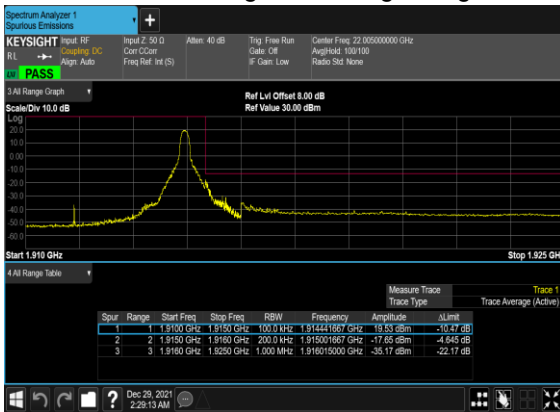 Spectrum Analyzer 1
Spurious Emissions
KEYSIGHT Input: RF Input Z: 50 Ω Atten: 40 dB Trig: Free Run Center Freq: 22.005000000 GHz
RL Coupling: DC Corr CCorr Gate: Off Avg|Hold: 100/100
Align: Auto Freq Ref: Int (S) IF Gain: Low Radio Std: None
PASS
3 All Range Graph
Ref Lvl Offset 8.00 dB
Scale/Div 10.0 dB Ref Value 30.00 dBm
Log
20.0
10.0
0.00
-10.0
-20.0
-30.0
-40.0
-50.0
-60.0
Start 1.910 GHz Stop 1.925 GH
4 All Range Table
Measure Trace Trace 1
Trace Type Trace Average (Active)
Spur Range Start Freq Stop Freq RBW Frequency Amplitude ΔLimit
1 1 1.9100 GHz 1.9150 GHz 100.0 kHz 1.914441667 GHz 19.53 dBm -10.47 dB
2 2 1.9150 GHz 1.9160 GHz 200.0 kHz 1.915001667 GHz -17.65 dBm -4.645 dB
3 3 1.9160 GHz 1.9250 GHz 1.000 MHz 1.916015000 GHz -35.17 dBm -22.17 dB
Dec 29, 2021
2:29:13 AM